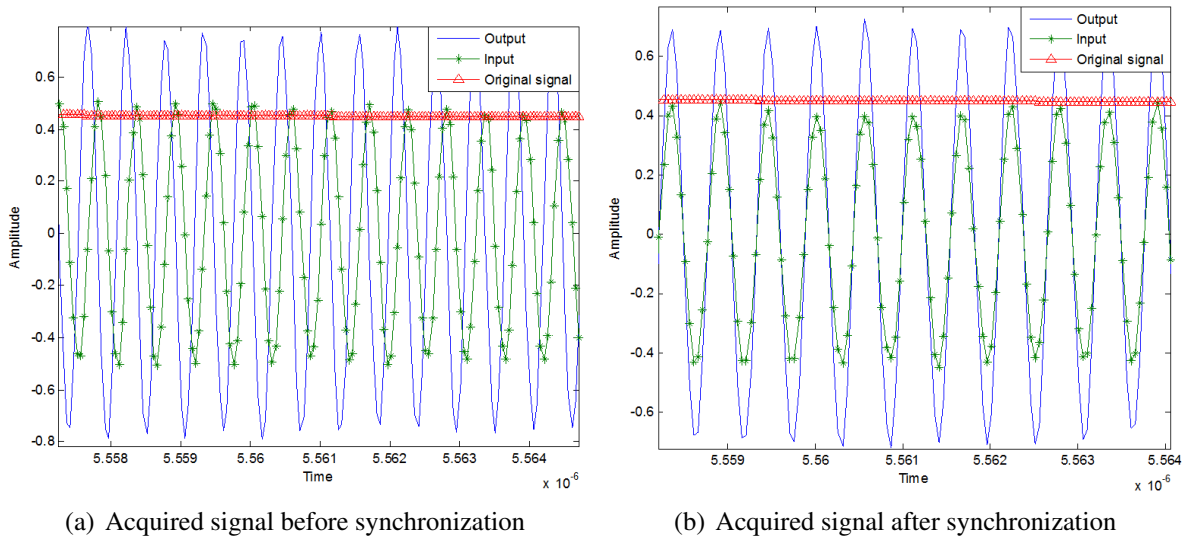 Output
Input
Original signal
0.6
0.4
0.2
0
-0.2
-0.4
-0.6
-0.8
Amplitude
5.558
5.559
5.56
5.561
5.562
5.563
5.564
Time
x 10-6
(a) Acquired signal before synchronization
Output
Input
Original signal
0.6
0.4
0.2
0
-0.2
-0.4
-0.6
Amplitude
5.559
5.56
5.561
5.562
5.563
5.564
Time
x 10-6
(b) Acquired signal after synchronization